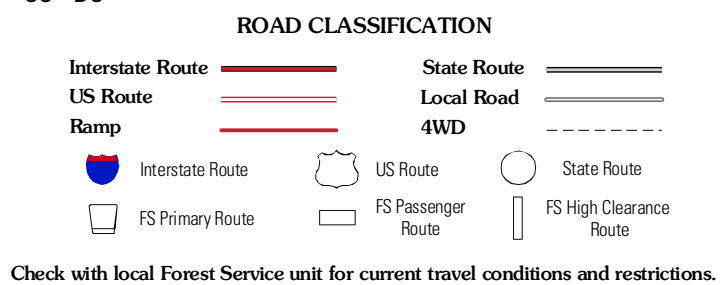 ROAD CLASSIFICATION
Interstate Route
State Route
US Route
Local Road
Ramp
4WD
Interstate Route
US Route
State Route
FS Primary Route
FS Passenger
Route
FS High Clearance
Route
Check with local Forest Service unit for current travel conditions and restrictions.